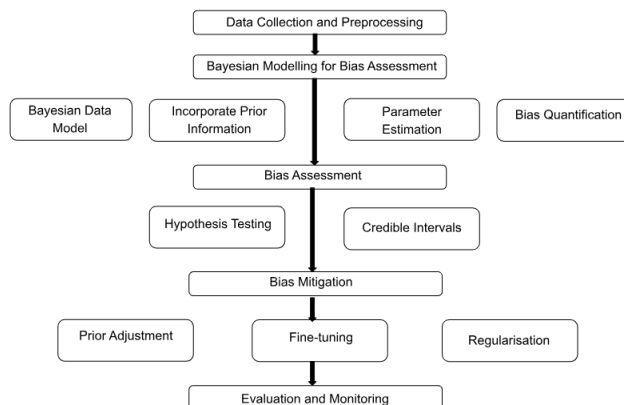 Data Collection and Preprocessing
Bayesian Modelling for Bias Assessment
Bayesian Data
Model
Incorporate Prior
Information
Parameter
Estimation
Bias Quantification
Bias Assessment
Hypothesis Testing
Credible Intervals
Bias Mitigation
Prior Adjustment
Fine-tuning
Regularisation
Evaluation and Monitoring